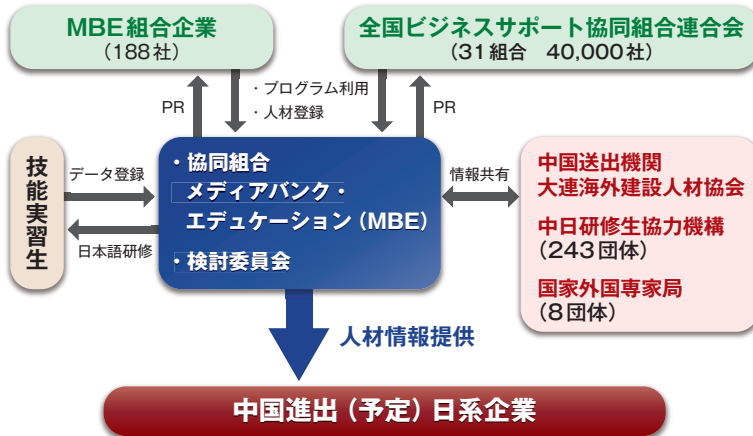 MBE組合企業
(188社)
全国ビジネスサポート協同組合連合会
(31組合 40,000社)
PR
・プログラム利用
・人材登録
PR
技能実習生
データ登録
日本語研修
・協同組合
メディアバンク・
エデュケーション(MBE)
・検討委員会
情報共有
中国送出機関
大連海外建設人材協会
中日研修生協力機構
(243団体)
国家外国専家局
(8団体)
人材情報提供
中国進出(予定)日系企業